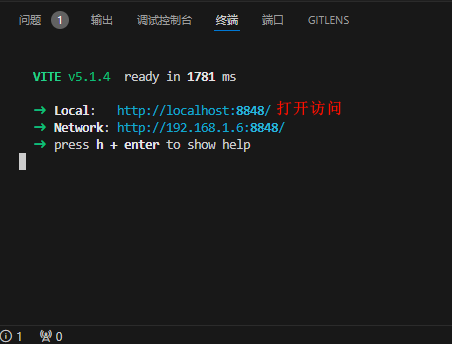 问题 1 输出 调试控制台 终端 端口 GITLENS
VITE v5.1.4 ready in 1781 ms
➜ Local: http://localhost:8848/ 打开访问
➜ Network: http://192.168.1.6:8848/
➜ press h + enter to show help
1 0